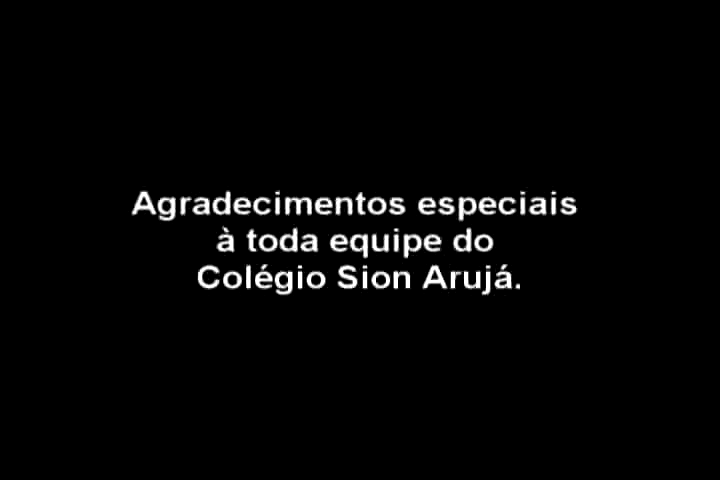 Agradecimentos especiais
à toda equipe do
Colégio Sion Arujá.